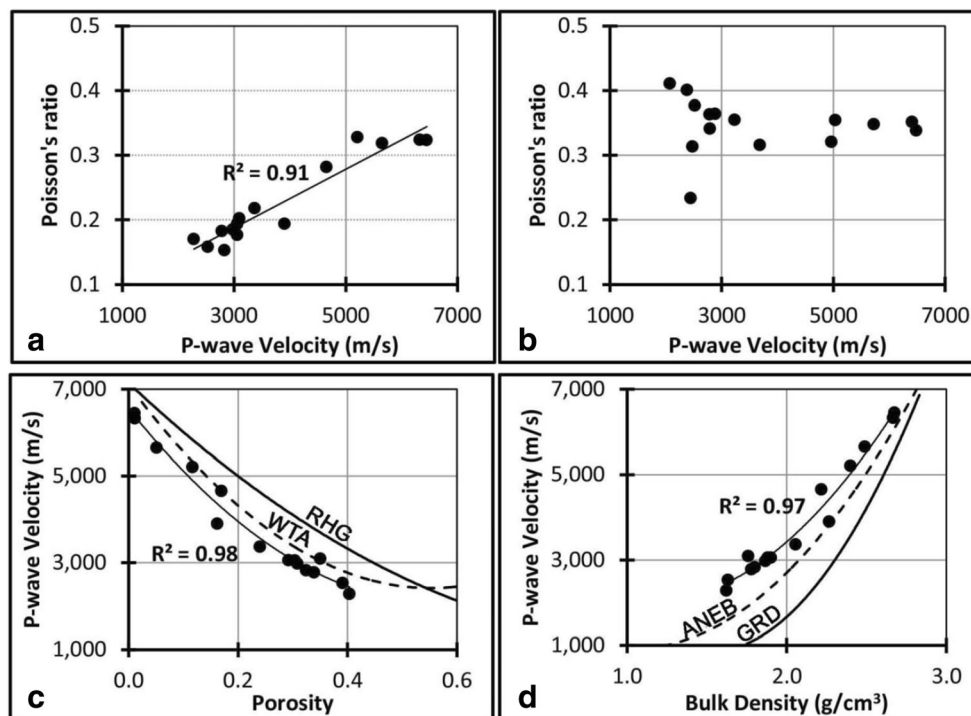 0.5
0.4
0.3
0.2
0.1
Poisson's ratio
R² = 0.91
1000 3000 5000 7000
P-wave Velocity (m/s)
a
0.5
0.4
0.3
0.2
0.1
Poisson's ratio
1000 3000 5000 7000
P-wave Velocity (m/s)
b
7,000
5,000
3,000
1,000
P-wave Velocity (m/s)
RHG
WTA
R² = 0.98
0.0 0.2 0.4 0.6
Porosity
c
7,000
5,000
3,000
1,000
P-wave Velocity (m/s)
R² = 0.97
ANEB
GRD
1.0 2.0 3.0
Bulk Density (g/cm³)
d